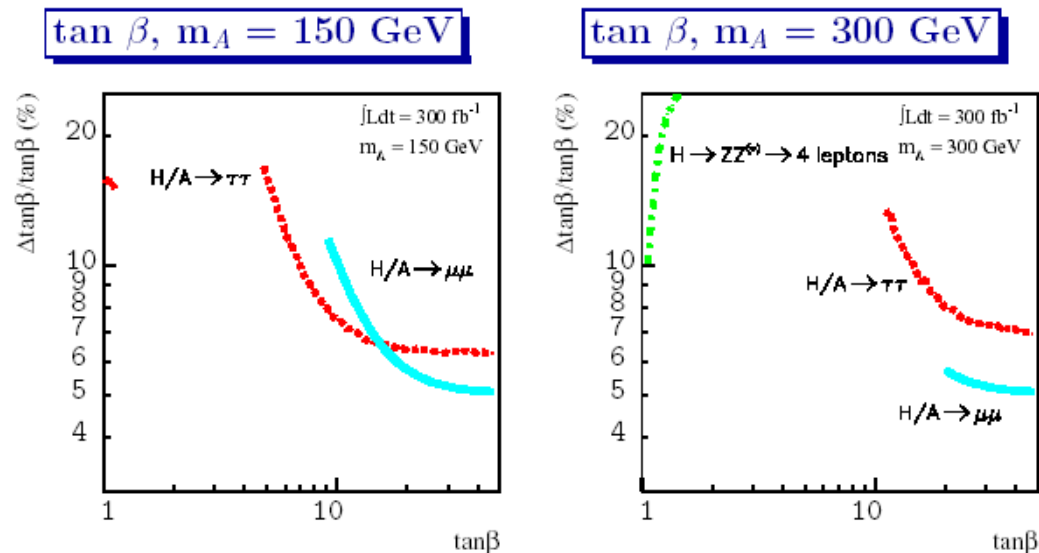 tan β, m_A = 150 GeV
Δtanβ/tanβ (%)
∫Ldt = 300 fb⁻¹
m_A = 150 GeV
H/A→ττ
H/A→μμ
20
10
9
8
7
6
5
4
1
10
tanβ
tan β, m_A = 300 GeV
Δtanβ/tanβ (%)
∫Ldt = 300 fb⁻¹
m_A = 300 GeV
H→ZZ⁽*⁾→4 leptons
H/A→ττ
H/A→μμ
20
10
9
8
7
6
5
4
1
10
tanβ